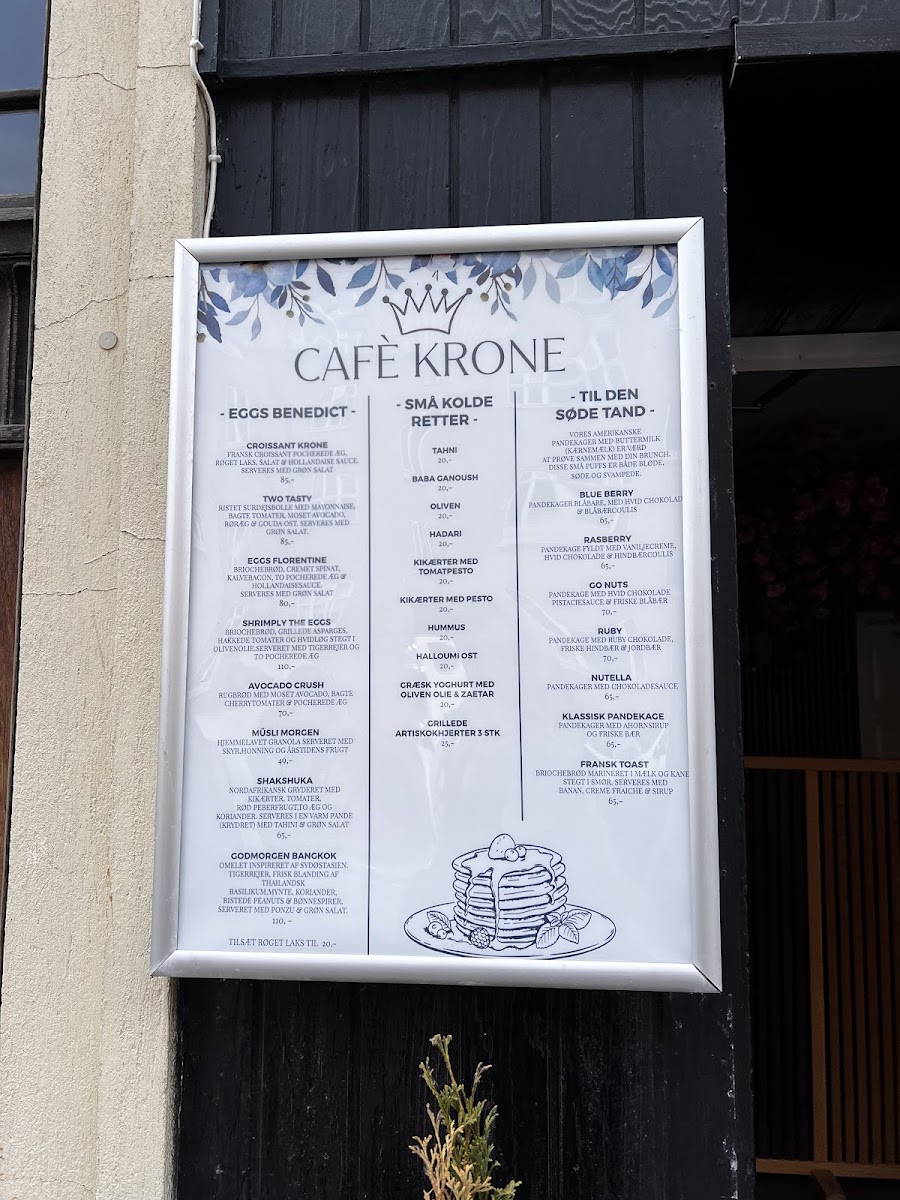 CAFÈ KRONE
- EGGS BENEDICT -
CROISSANT KRONE
FRANSK CROISSANT POCHEREDE ÆG,
RØGET LAKS, SALAT & HOLLANDAISE SAUCE.
SERVERES MED GRØN SALAT
85,-
TWO TASTY
RISTET SURDEJSBOLLE MED MAYONNAISE,
BAGTE TOMATER, MOSET AVOCADO,
RØRÆG & GOUDA OST. SERVERES MED
GRØN SALAT.
85,-
EGGS FLORENTINE
BRIOCHEBRØD, CREMET SPINAT,
KALVEBACON, TO POCHEREDE ÆG &
HOLLANDAISESAUCE.
SERVERES MED GRØN SALAT
80,-
SHRIMPLY THE EGGS
BRIOCHEBRØD, GRILLEDE ASPARGES,
HAKKEDE TOMATER OG HVIDLØG STEGT I
OLIVENOLIE,SERVERET MED TIGERREJER OG
TO POCHEREDE ÆG
110,-
AVOCADO CRUSH
RUGBRØD MED MOSET AVOCADO, BAGTE
CHERRYTOMATER & POCHEREDE ÆG
70,-
MÜSLI MORGEN
HJEMMELAVET GRANOLA SERVERET MED
SKYR,HONNING OG ÅRSTIDENS FRUGT
49,-
SHAKSHUKA
NORDAFRIKANSK GRYDERET MED
KIKÆRTER, TOMATER,
RØD PEBERFRUGT,TO ÆG OG
KORIANDER. SERVERES I EN VARM PANDE
(KRYDRET) MED TAHINI & GRØN SALAT
65,-
GODMORGEN BANGKOK
OMELET INSPIRERET AF SYDØSTASIEN.
TIGERREJER, FRISK BLANDING AF
THAILANDSK
BASILIKUM,MYNTE, KORIANDER,
RISTEDE PEANUTS & BØNNESPIRER.
SERVERET MED PONZU & GRØN SALAT.
110, -
TILSÆT RØGET LAKS TIL 20,-
- SMÅ KOLDE
RETTER -
TAHNI
20,-
BABA GANOUSH
20,-
OLIVEN
20,-
HADARI
20,-
KIKÆRTER MED
TOMATPESTO
20,-
KIKÆRTER MED PESTO
20,-
HUMMUS
20,-
HALLOUMI OST
20,-
GRÆSK YOGHURT MED
OLIVEN OLIE & ZAETAR
20,-
GRILLEDE
ARTISKOKHJERTER 3 STK
25,-
- TIL DEN
SØDE TAND -
VORES AMERIKANSKE
PANDEKAGER MED BUTTERMILK
(KÆRNEMÆLK) ER VÆRD
AT PRØVE SAMMEN MED DIN BRUNCH.
DISSE SMÅ PUFFS ER BÅDE BLØDE,
SØDE OG SVAMPEDE.
BLUE BERRY
PANDEKAGER BLÅBARE, MED HVID CHOKOLAD
& BLÅBÆRCOULIS
65,-
RASBERRY
PANDEKAGE FYLDT MED VANILJECREME,
HVID CHOKOLADE & HINDBÆRCOULIS
65,-
GO NUTS
PANDEKAGE MED HVID CHOKOLADE
PISTACIESAUCE & FRISKE BLÅBÆR
70,-
RUBY
PANDEKAGE MED RUBY CHOKOLADE,
FRISKE HINDBÆR & JORDBÆR
70,-
NUTELLA
PANDEKAGER MED CHOKOLADESAUCE
65,-
KLASSISK PANDEKAGE
PANDEKAGER MED AHORNSIRUP
OG FRISKE BÆR
65,-
FRANSK TOAST
BRIOCHEBRØD MARINERET I MÆLK OG KANE
STEGT I SMØR. SERVERES MED
BANAN, CREME FRAICHE & SIRUP
65,-